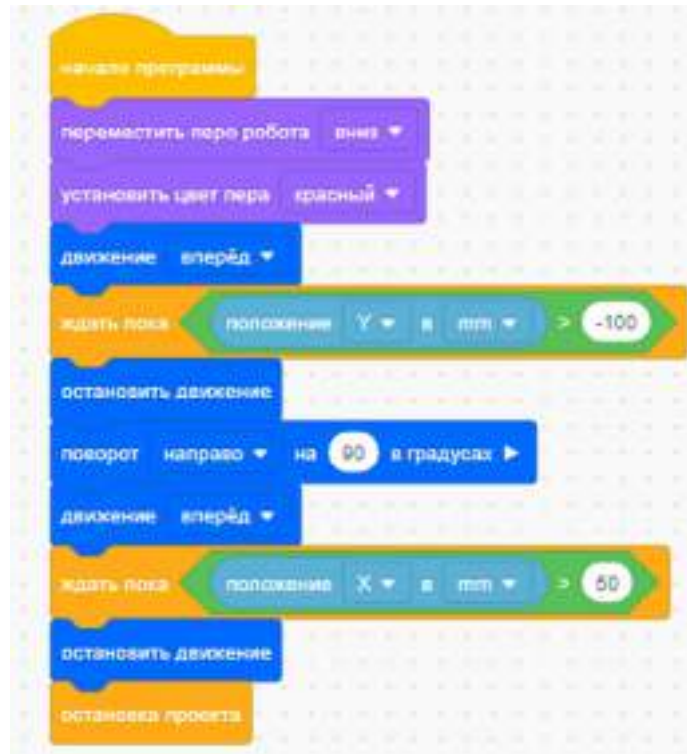 начало программы
переместить перо робота вниз
установить цвет пера красный
движение вперёд
ждать пока положение Y в mm > -100
остановить движение
поворот направо на 90 в градусах
движение вперёд
ждать пока положение X в mm > 50
остановить движение
остановка проекта